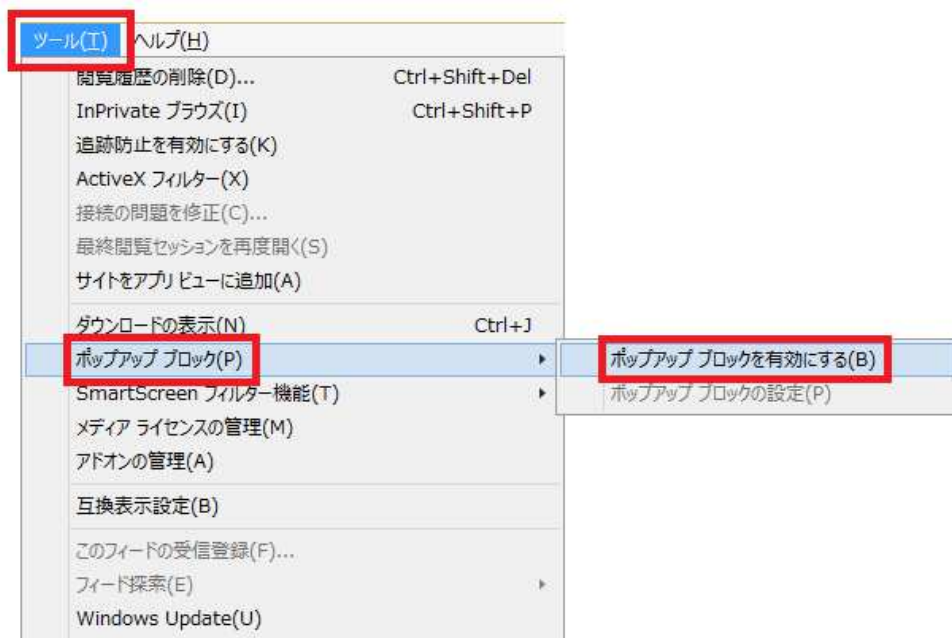 ツール(T) ヘルプ(H)
閲覧履歴の削除(D)... Ctrl+Shift+Del
InPrivate ブラウズ(I) Ctrl+Shift+P
追跡防止を有効にする(K)
ActiveX フィルター(X)
接続の問題を修正(C)...
最終閲覧セッションを再度開く(S)
サイトをアプリ ビューに追加(A)
ダウンロードの表示(N) Ctrl+J
ポップアップ ブロック(P)
ポップアップ ブロックを有効にする(B)
SmartScreen フィルター機能(T)
ポップアップ ブロックの設定(P)
メディア ライセンスの管理(M)
アドオンの管理(A)
互換表示設定(B)
このフィードの受信登録(F)...
フィード探索(E)
Windows Update(U)